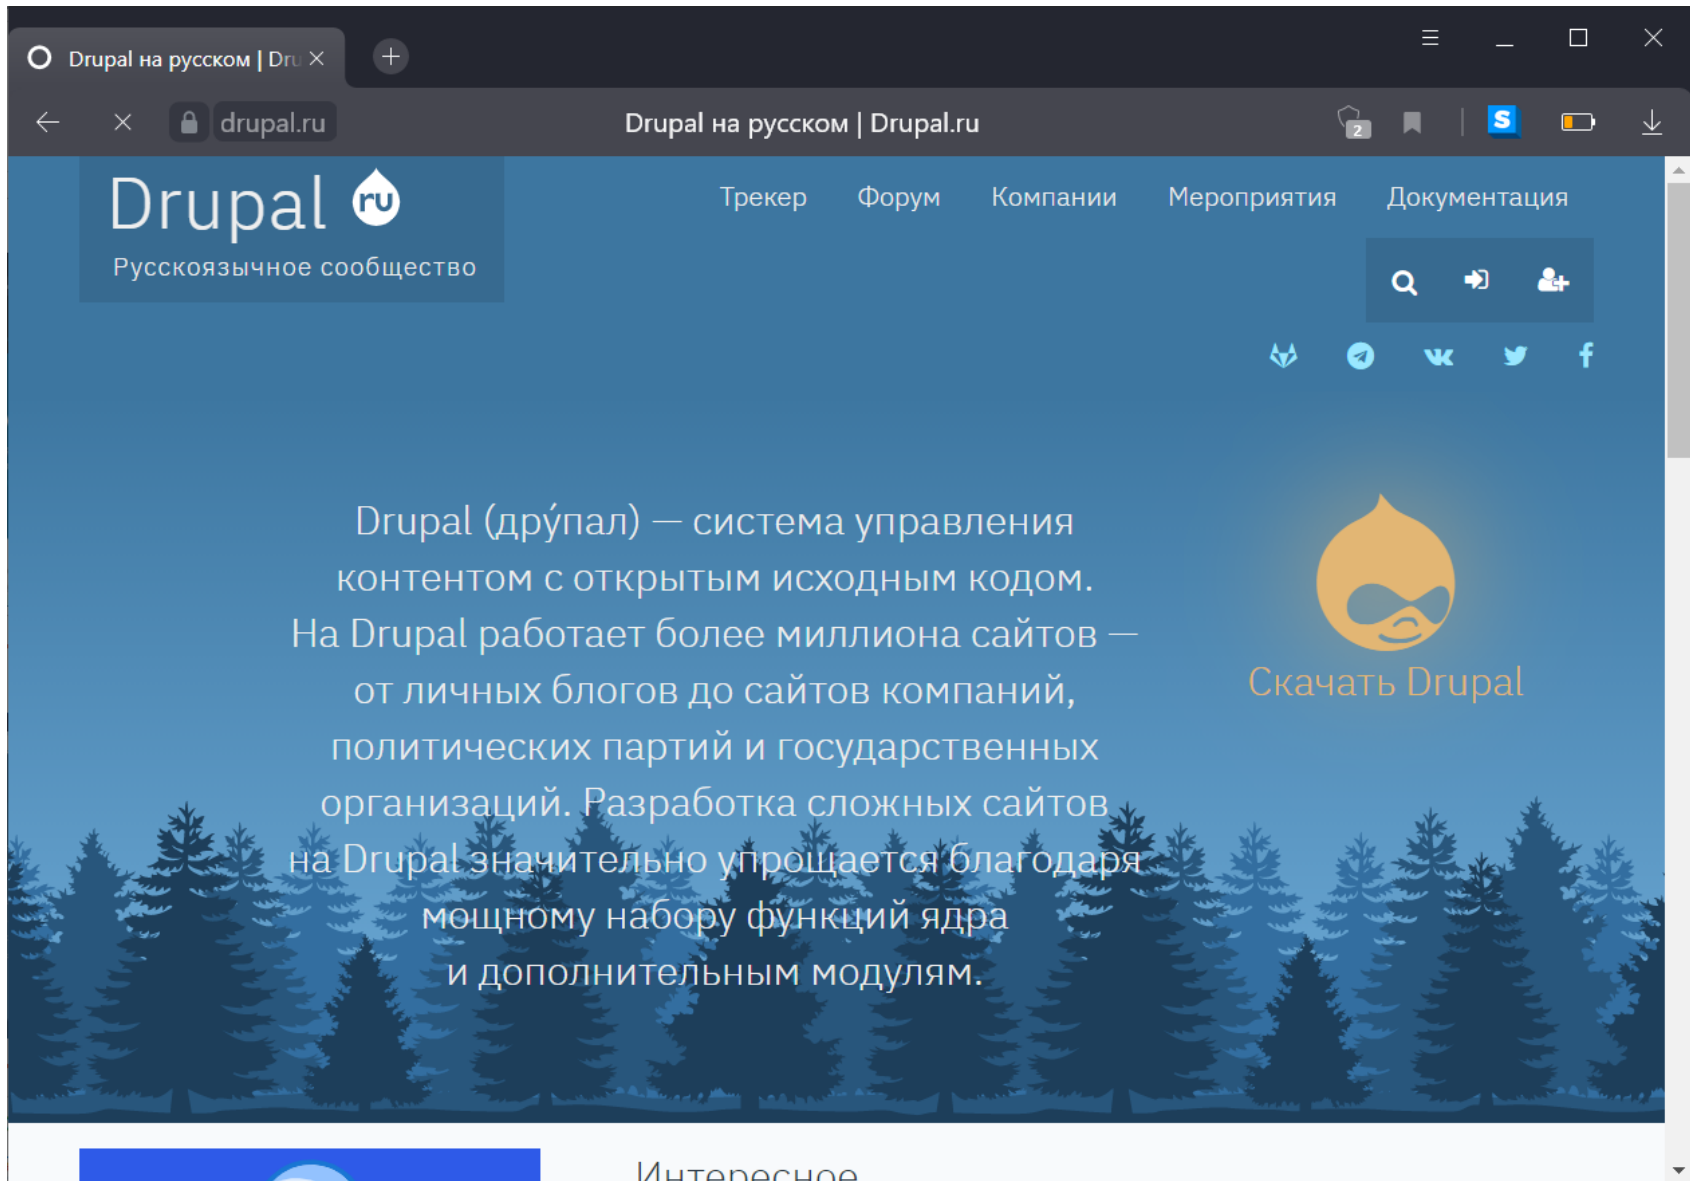 Drupal на русском | Dru
drupal.ru
Drupal на русском | Drupal.ru
2
S
Drupal ru
Русскоязычное сообщество
Трекер Форум Компании Мероприятия Документация
Drupal (дру́пал) — система управления
контентом с открытым исходным кодом.
На Drupal работает более миллиона сайтов —
от личных блогов до сайтов компаний,
политических партий и государственных
организаций. Разработка сложных сайтов
на Drupal значительно упрощается благодаря
мощному набору функций ядра
и дополнительным модулям.
Скачать Drupal
Интересное